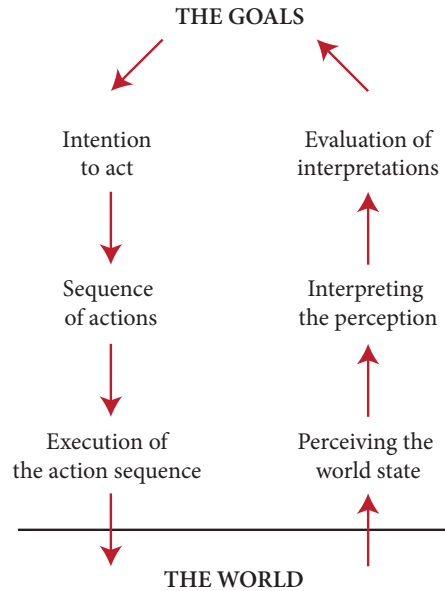 THE GOALS
Intention
to act
Evaluation of
interpretations
Sequence
of actions
Interpreting
the perception
Execution of
the action sequence
Perceiving the
world state
THE WORLD